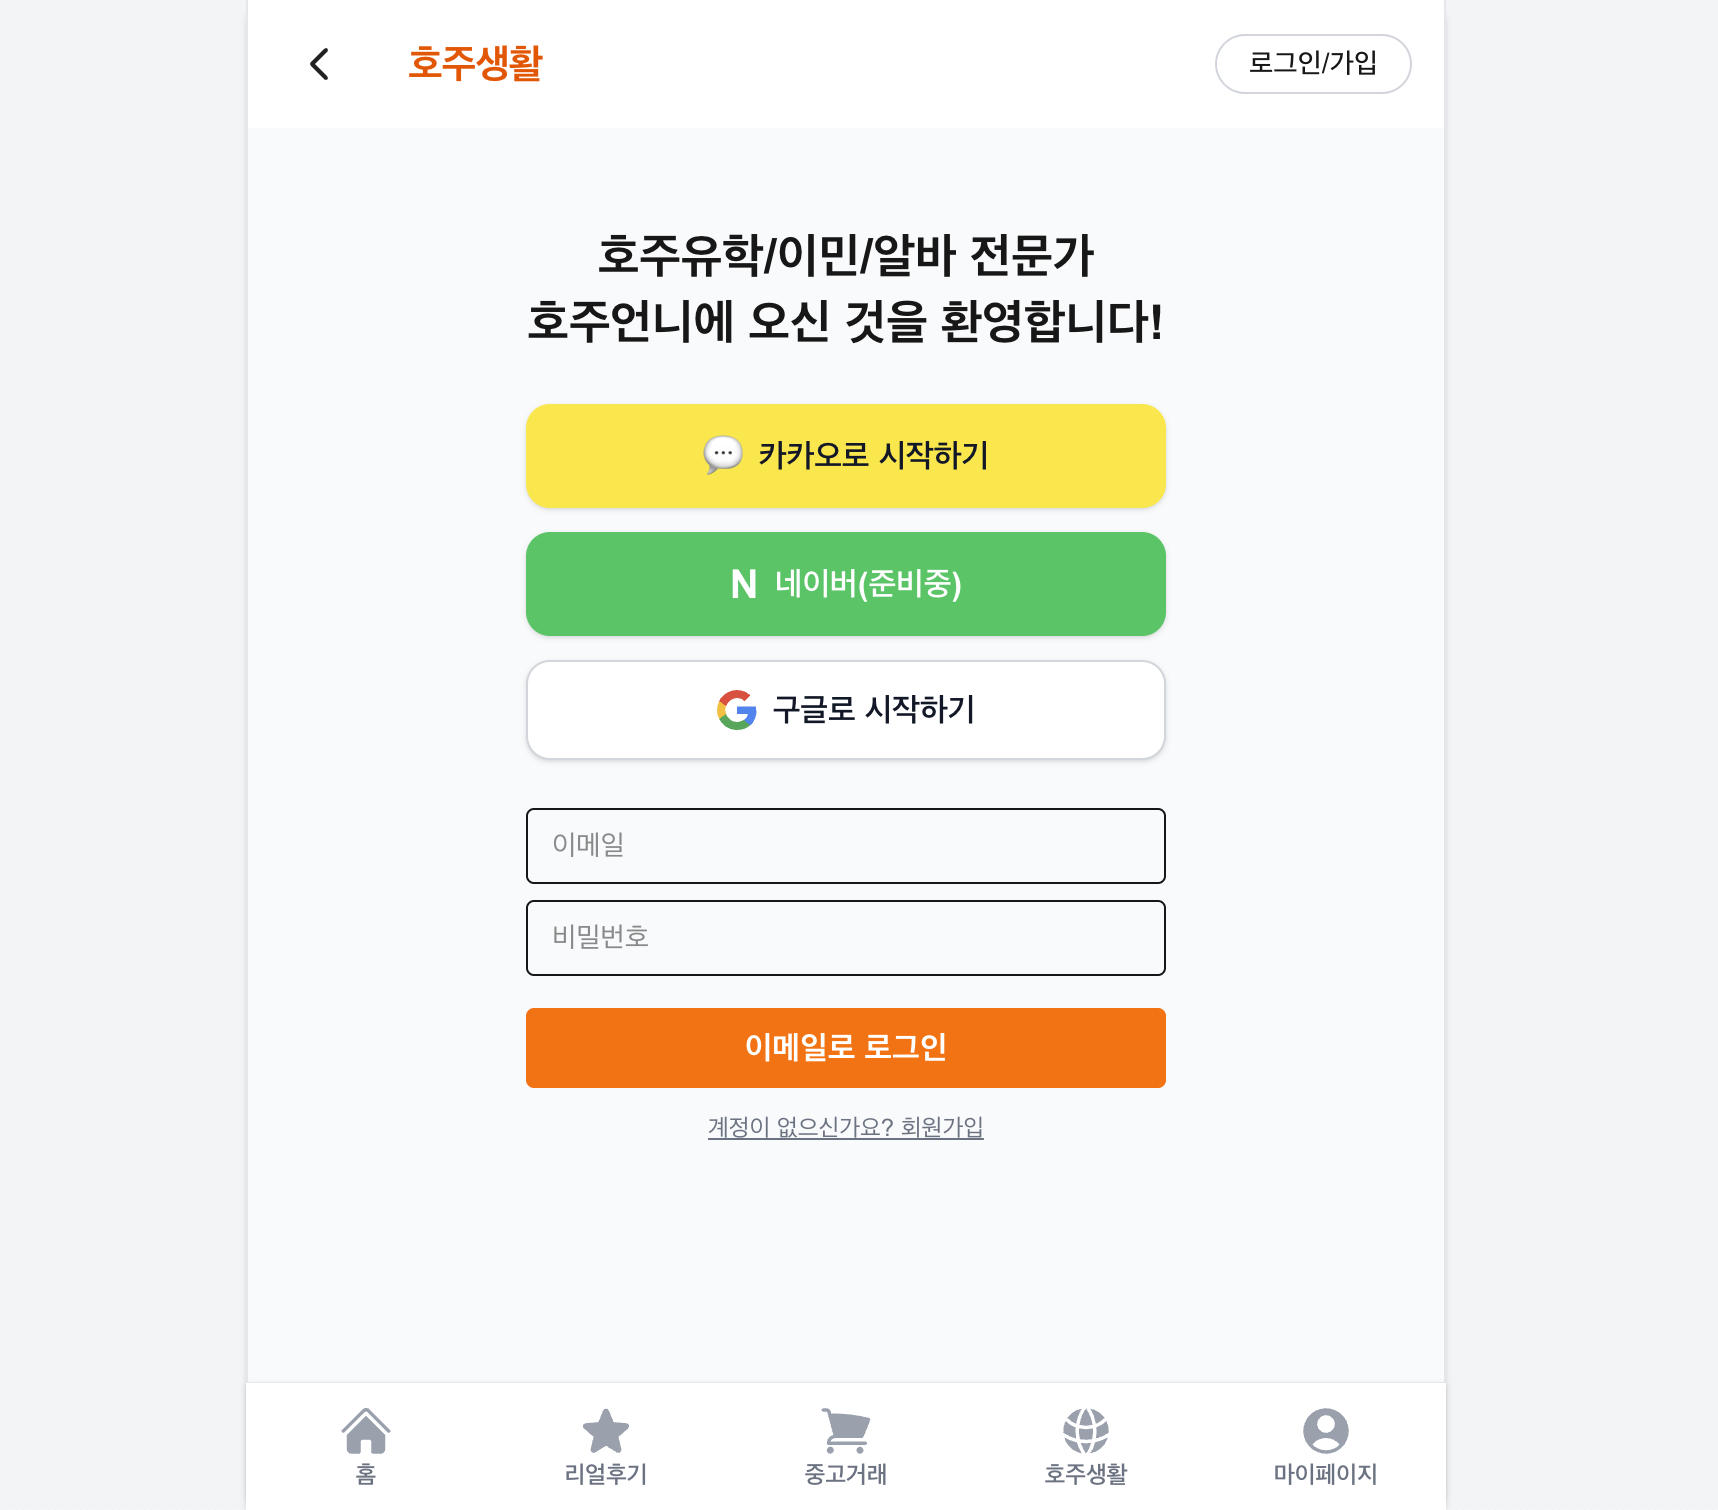 호주생활
로그인/가입
호주유학/이민/알바 전문가
호주언니에 오신 것을 환영합니다!
카카오로 시작하기
N 네이버(준비중)
구글로 시작하기
이메일
비밀번호
이메일로 로그인
계정이 없으신가요? 회원가입
홈
리얼후기
중고거래
호주생활
마이페이지